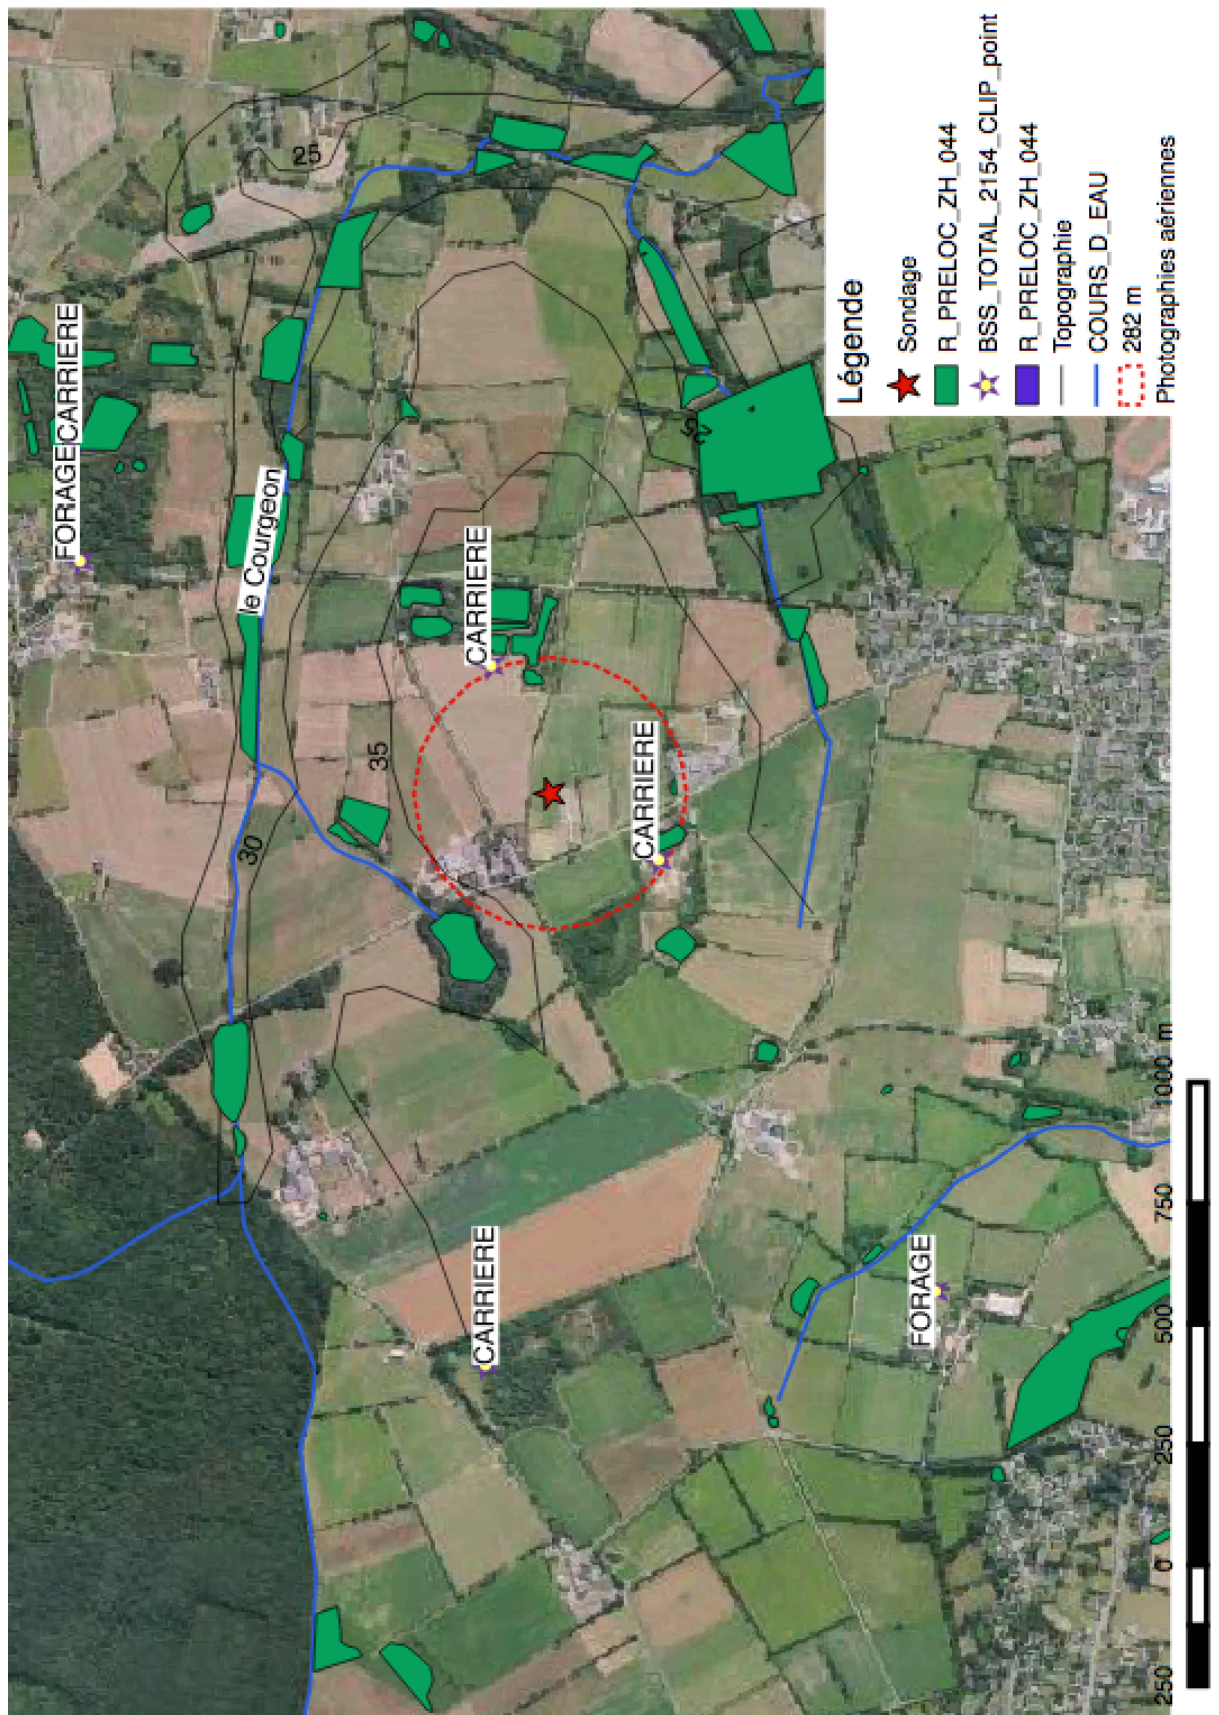 FORAGE
CARRIERE
le Courgeon
CARRIERE
CARRIERE
CARRIERE
FORAGE
25
25
30
35
Légende
Sondage
R_PRELOC_ZH_044
BSS_TOTAL_2154_CLIP_point
R_PRELOC_ZH_044
Topographie
COURS_D_EAU
282 m
Photographies aériennes
250 0 250 500 750 1000 m